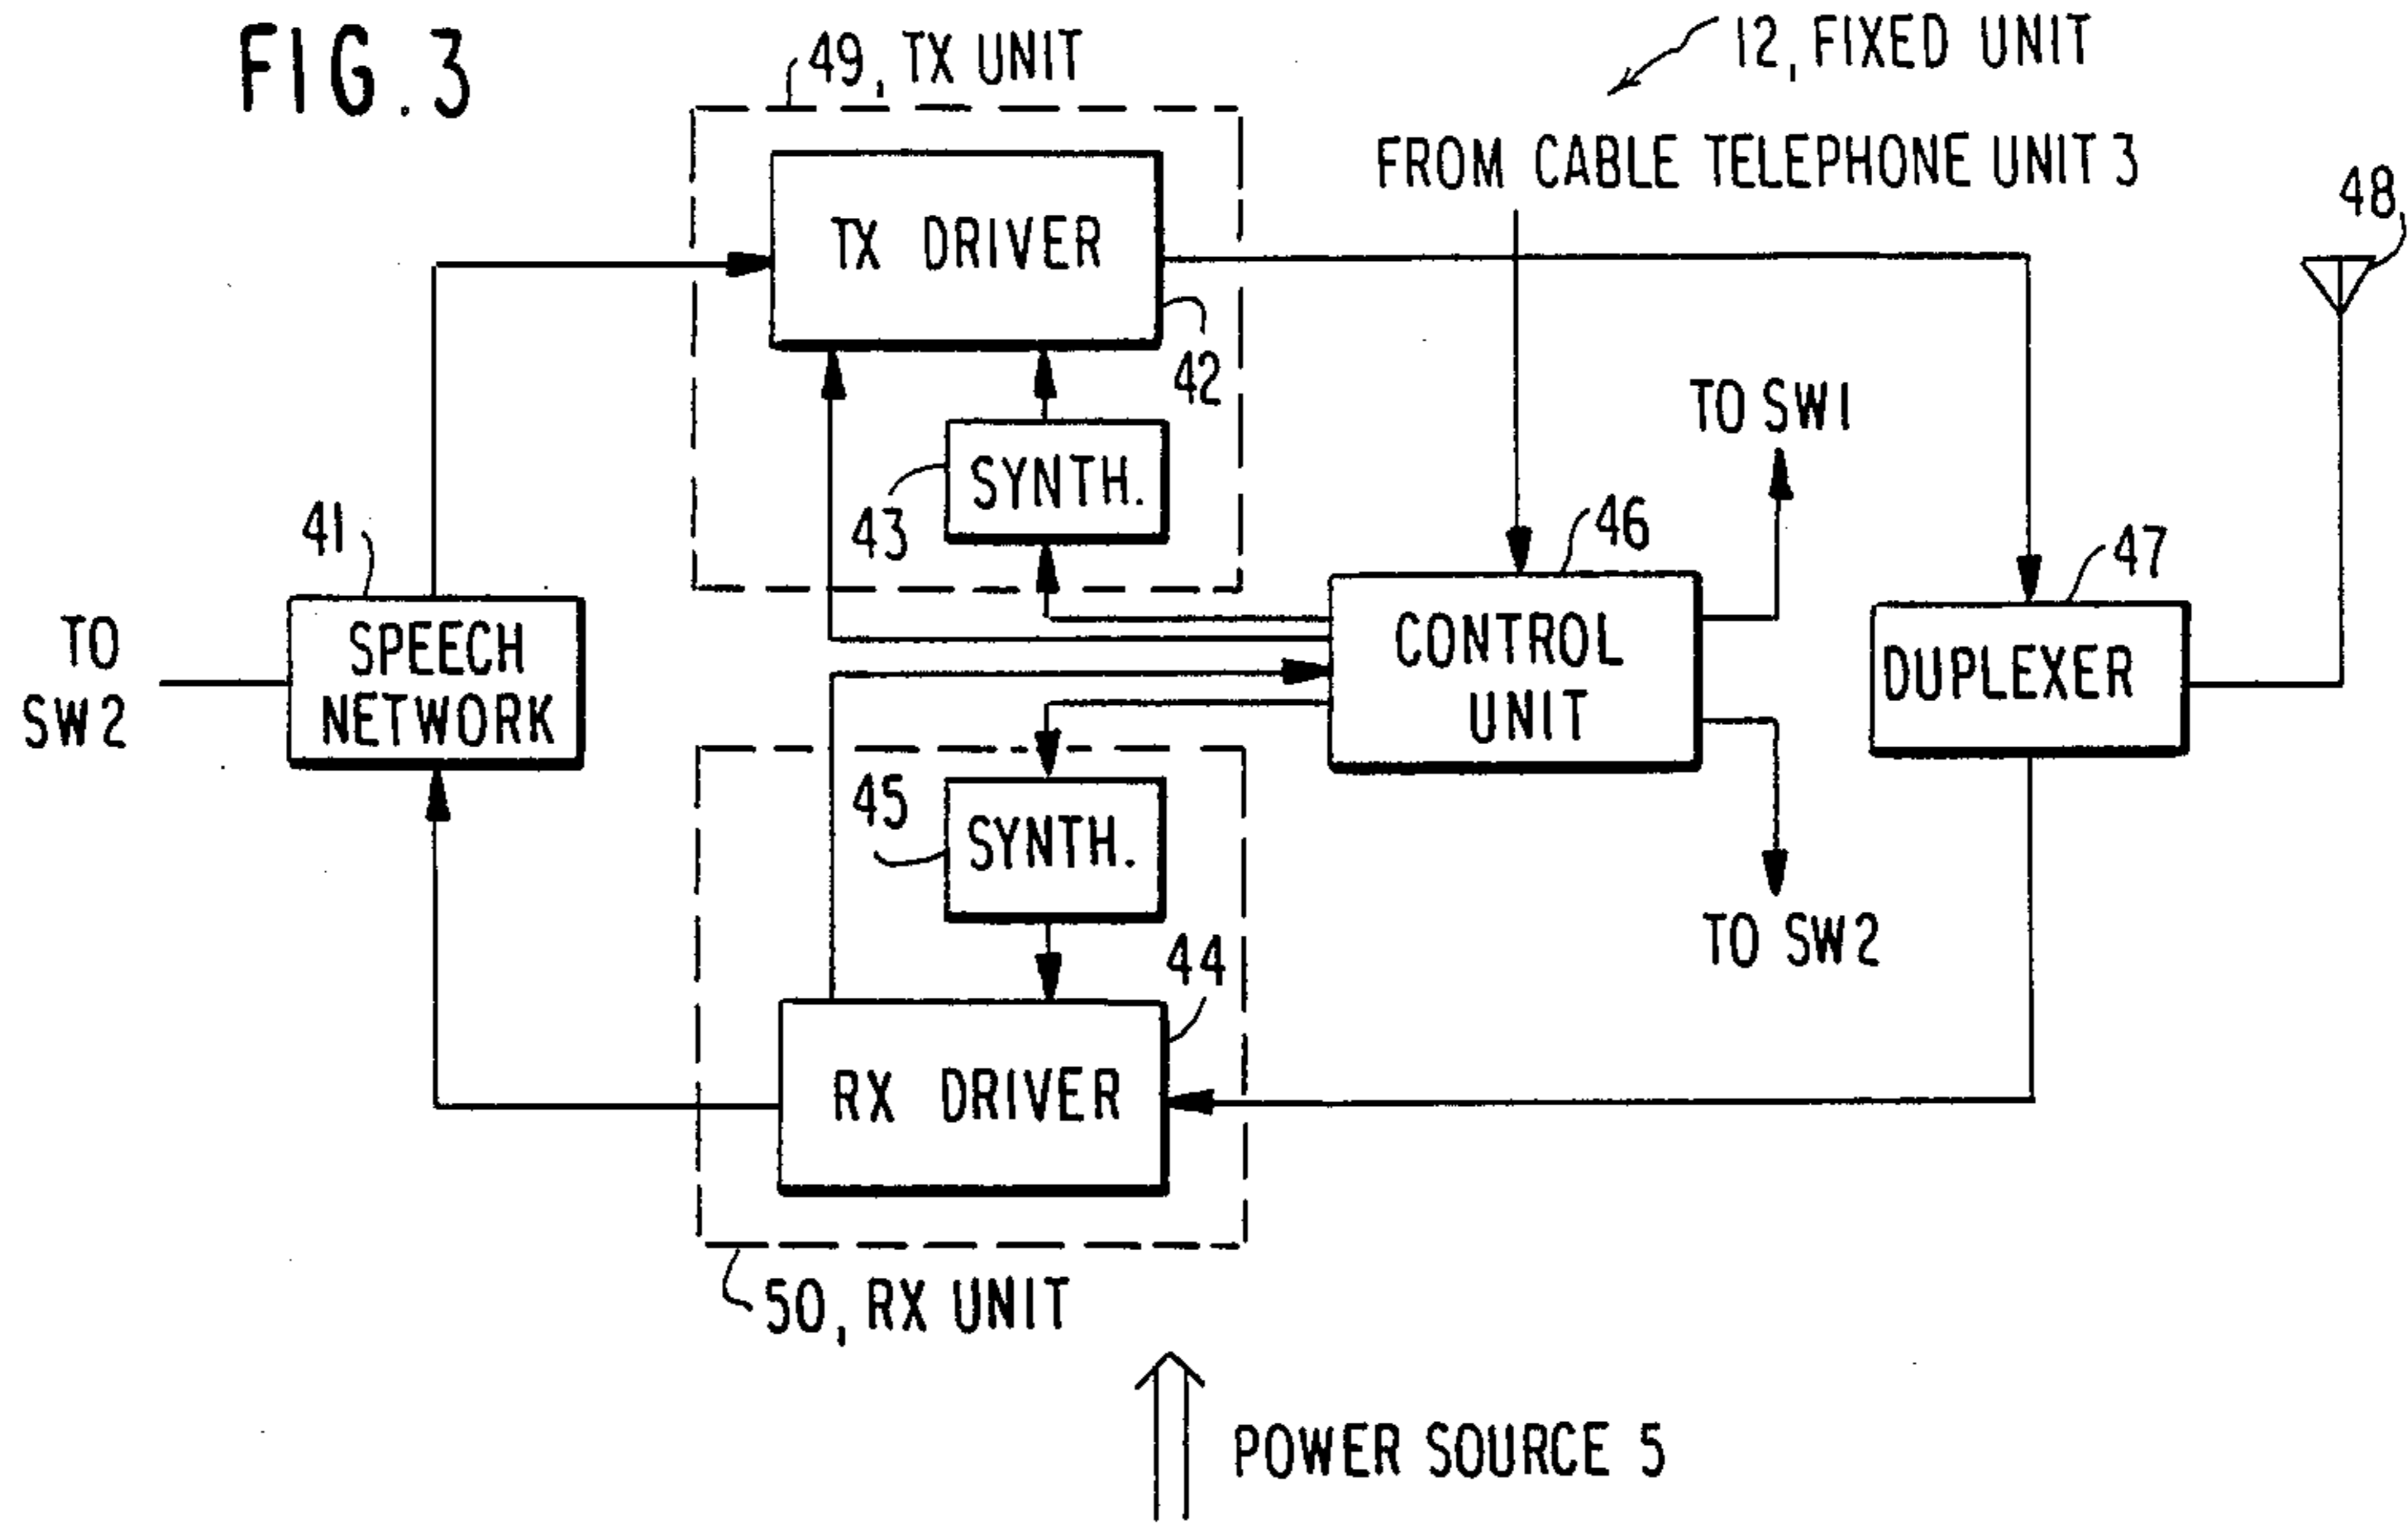 FIG. 3
49, TX UNIT
12, FIXED UNIT
FROM CABLE TELEPHONE UNIT 3
48
TX DRIVER
42
TO SW1
SYNTH.
43
41
46
47
TO
SW2
SPEECH
NETWORK
CONTROL
UNIT
DUPLEXER
45
SYNTH.
TO SW2
44
RX DRIVER
50, RX UNIT
POWER SOURCE 5